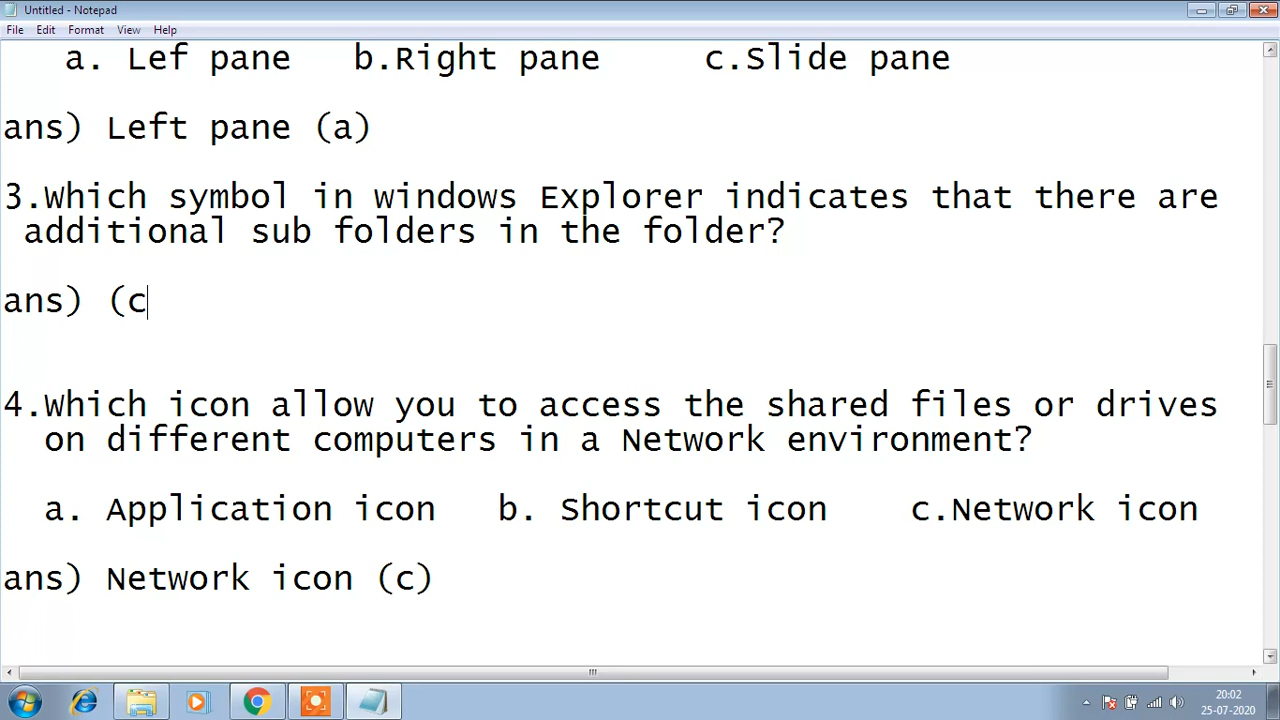 Untitled - Notepad
File Edit Format View Help
a. Lef pane b.Right pane c.Slide pane
ans) Left pane (a)
3.Which symbol in windows Explorer indicates that there are
additional sub folders in the folder?
ans) (c
4.Which icon allow you to access the shared files or drives
on different computers in a Network environment?
a. Application icon b. Shortcut icon c.Network icon
ans) Network icon (c)
20:02
25-07-2020